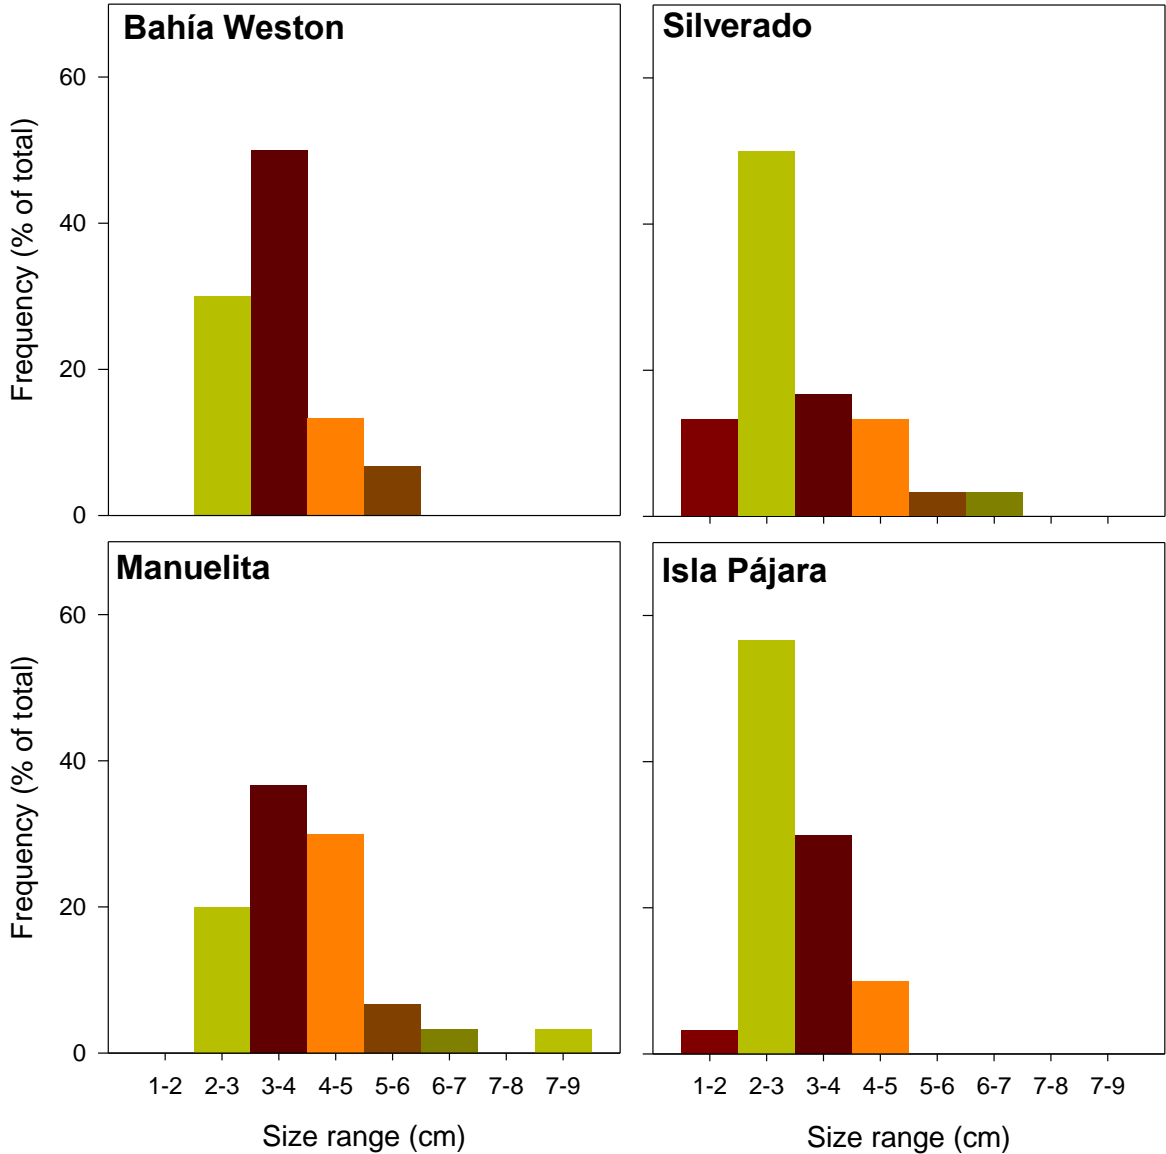 Bahía Weston
Silverado
60
40
20
0
Frequency (% of total)
Manuelita
Isla Pájara
60
40
20
0
Frequency (% of total)
1-2 2-3 3-4 4-5 5-6 6-7 7-8 7-9
1-2 2-3 3-4 4-5 5-6 6-7 7-8 7-9
Size range (cm)
Size range (cm)